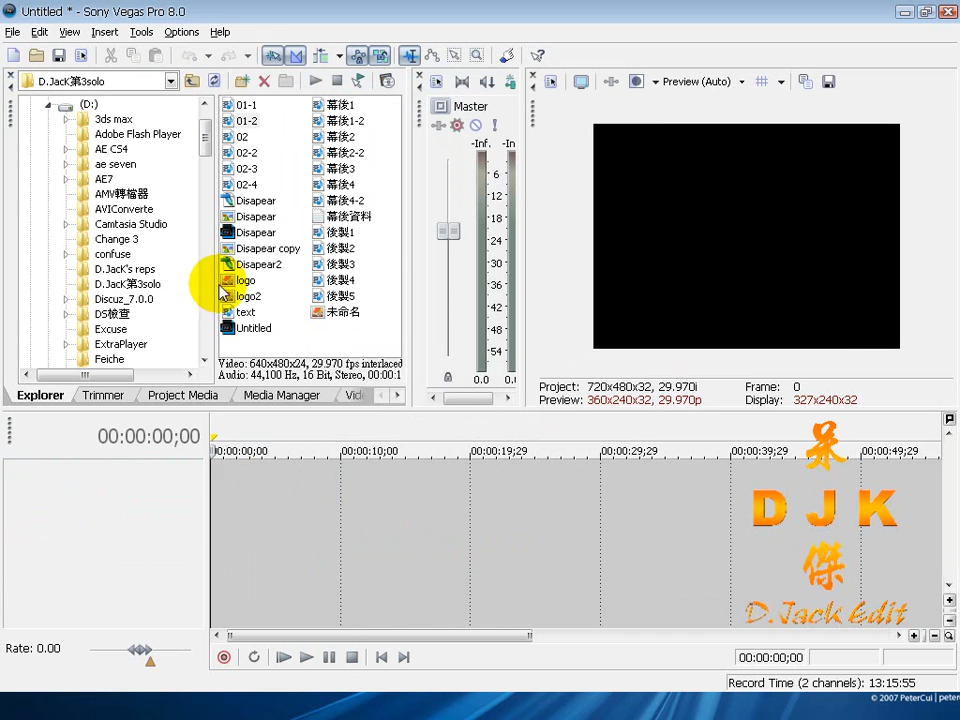 Untitled * - Sony Vegas Pro 8.0
File Edit View Insert Tools Options Help
D.JacK第3solo
Preview (Auto)
(D:)
3ds max
Adobe Flash Player
AE CS4
ae seven
AE7
AMV轉檔器
AVIConverte
Camtasia Studio
Change 3
confuse
D.JacK's reps
D.JacK第3solo
Discuz_7.0.0
DS檢查
Excuse
ExtraPlayer
Feiche
01-1
01-2
02
02-2
02-3
02-4
Disapear
Disapear
Disapear
Disapear copy
Disapear2
logo
logo2
text
Untitled
幕後1
幕後1-2
幕後2
幕後2-2
幕後3
幕後4
幕後4-2
幕後資料
後製1
後製2
後製3
後製4
後製5
未命名
Video: 640x480x24, 29.970 fps interlaced
Audio: 44,100 Hz, 16 Bit, Stereo, 00:00:1
Explorer Trimmer Project Media Media Manager
Master
-Inf. -In
6
12
18
24
30
36
42
48
54
0.0 0.
Project: 720x480x32, 29.970i
Preview: 360x240x32, 29.970p
Frame: 0
Display: 327x240x32
00:00:00;00
00:00:00;00 00:00:10;00 00:00:19;29 00:00:29;29 00:00:39;29 00:00:49;29
呆
D J K
傑
D.Jack Edit
Rate: 0.00
00:00:00;00
Record Time (2 channels): 13:15:55
© 2007 PeterCui | peter